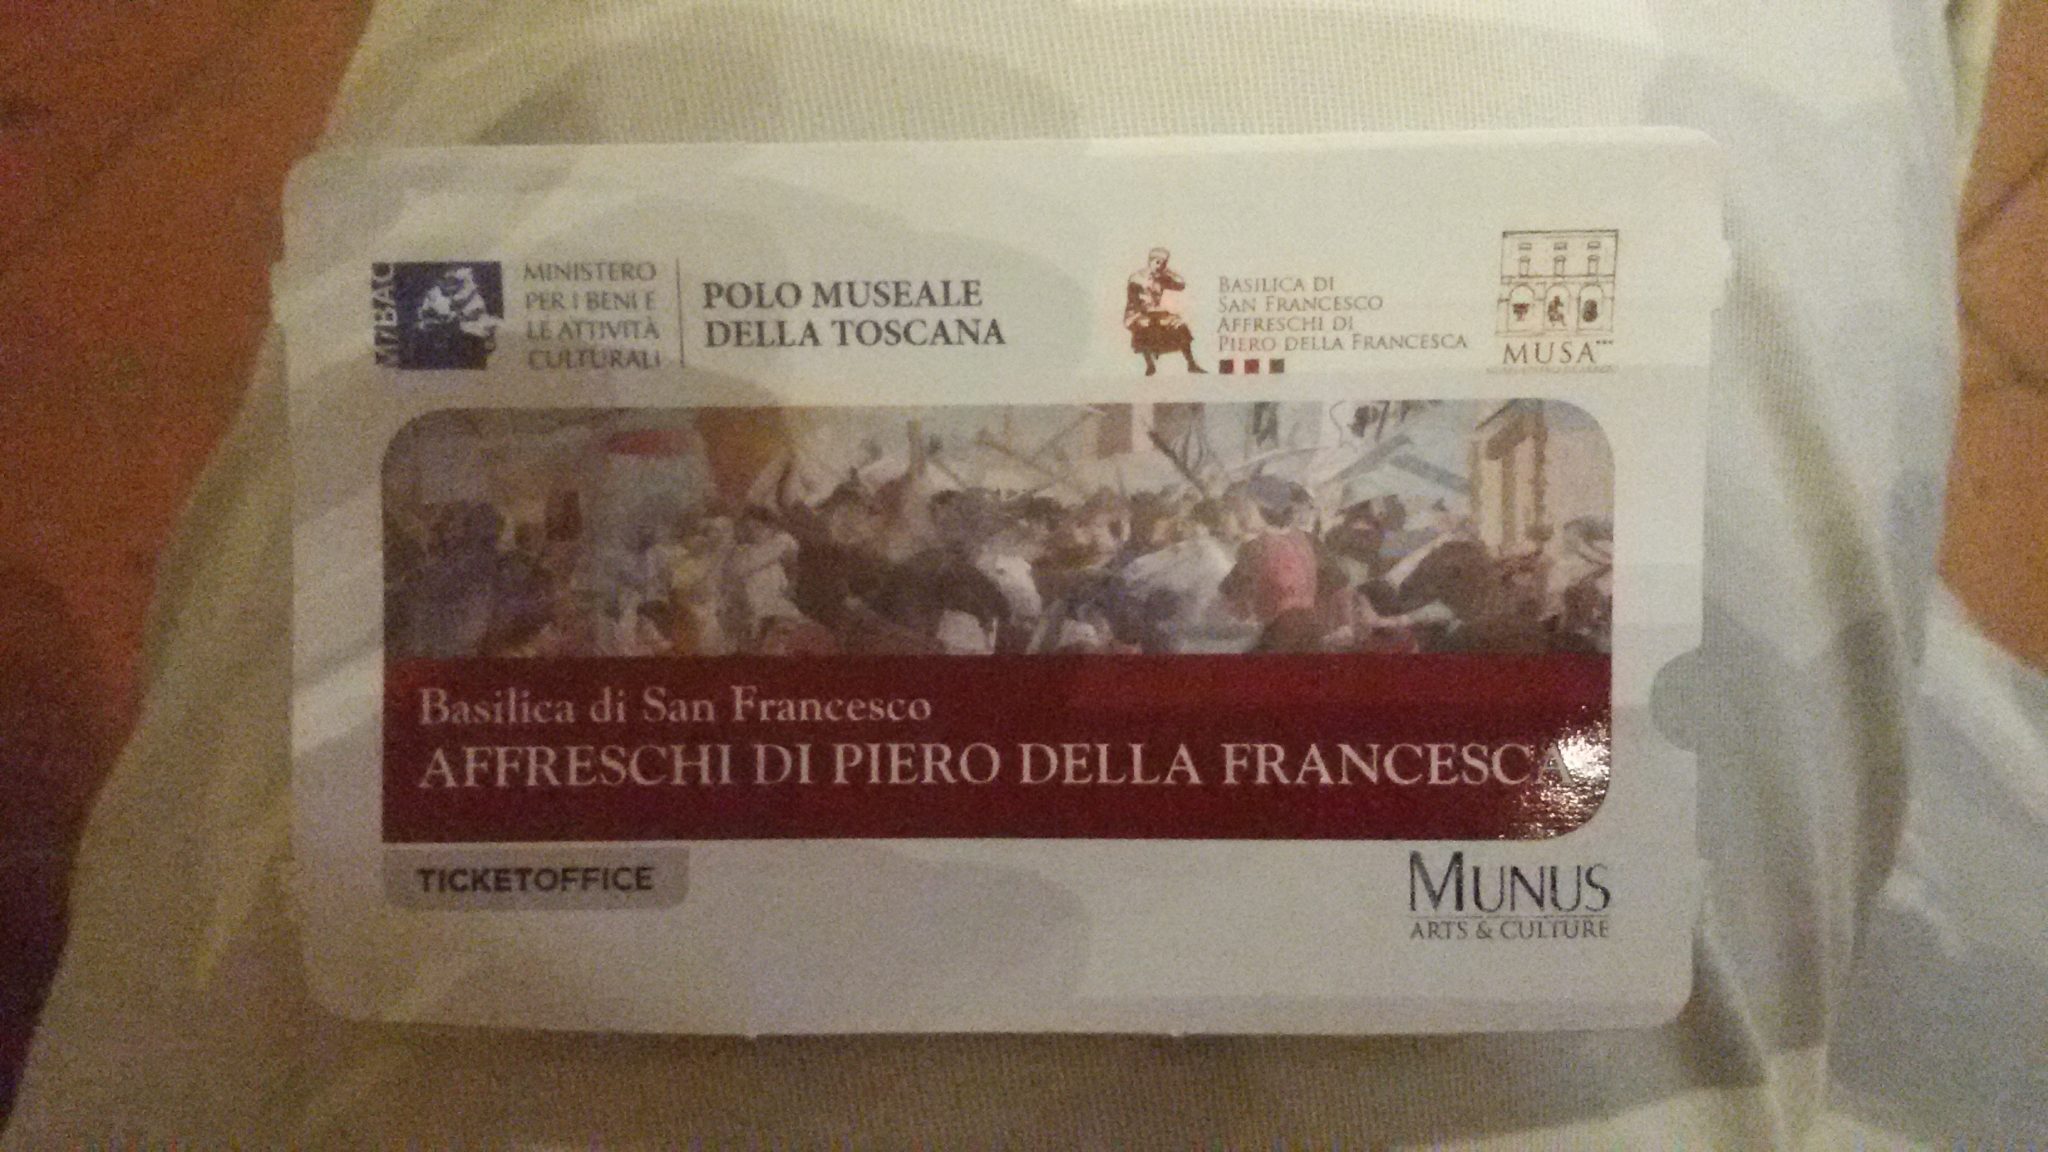 MiBAC
MINISTERO
PER I BENI E
LE ATTIVITÀ
CULTURALI
POLO MUSEALE
DELLA TOSCANA
BASILICA DI
SAN FRANCESCO
AFFRESCHI DI
PIERO DELLA FRANCESCA
MUSA
Basilica di San Francesco
AFFRESCHI DI PIERO DELLA FRANCESCA
TICKETOFFICE
MUNUS
ARTS & CULTURE